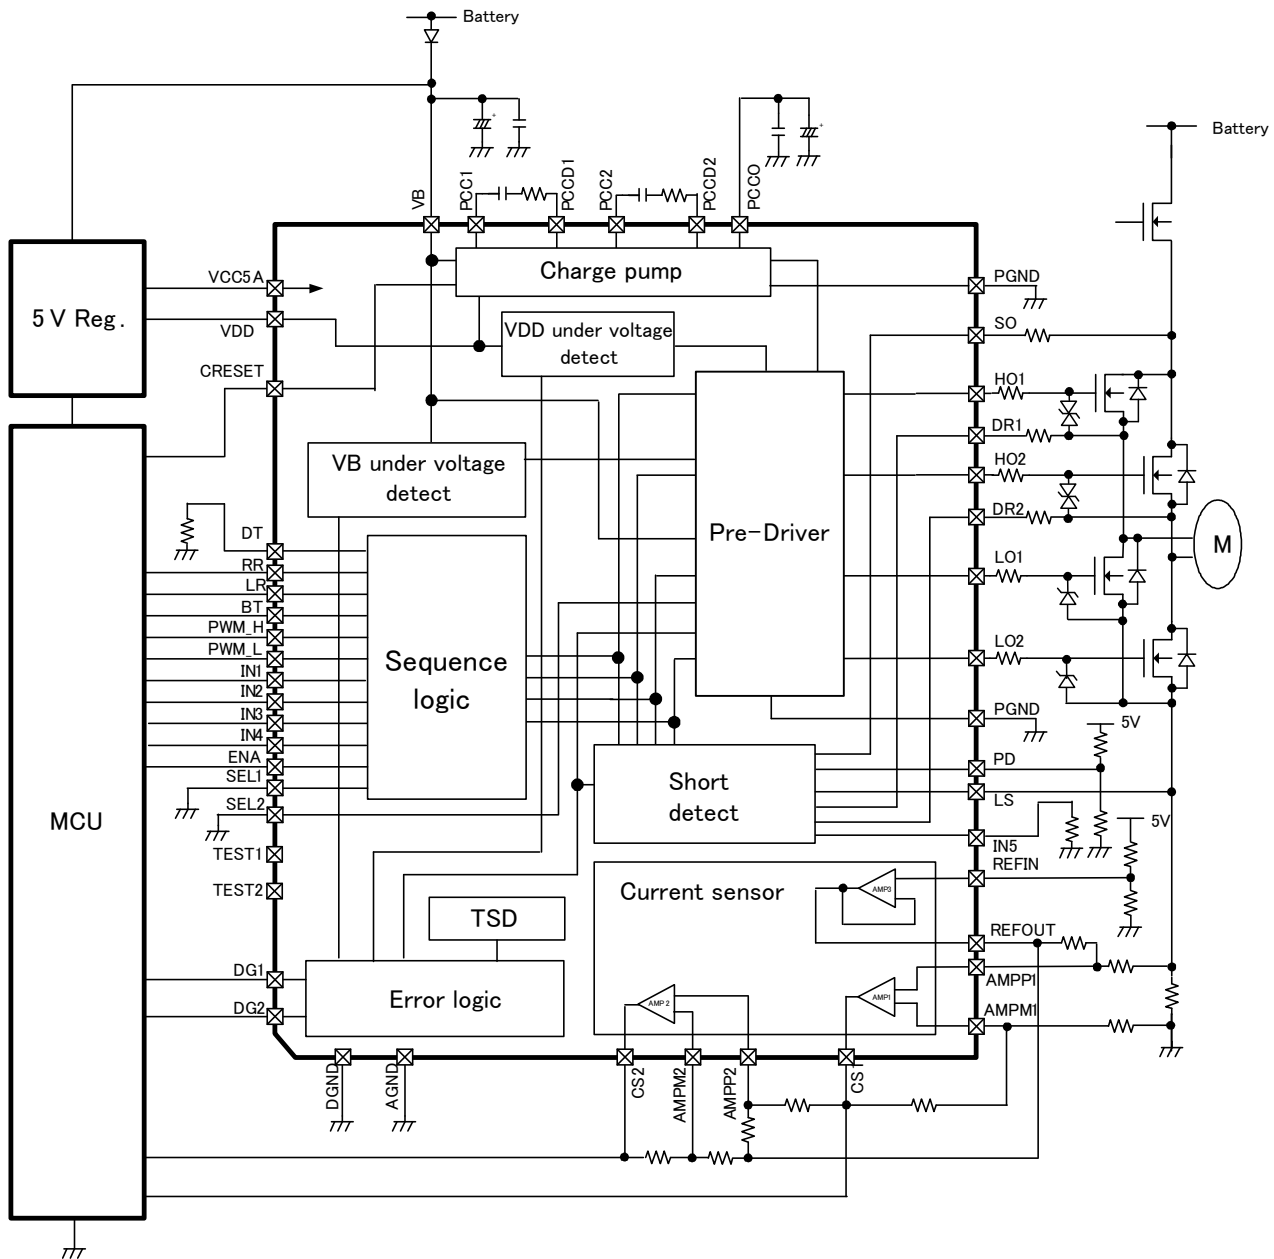 Battery
Battery
VB
PCC1
PCCD1
PCC2
PCCD2
PCCO
5V Reg.
VCC5A
VDD
CRESET
Charge pump
VDD under voltage
detect
VB under voltage
detect
Pre-Driver
PGND
SO
HO1
DR1
HO2
DR2
LO1
LO2
PGND
M
MCU
DT
RR
LR
BT
PWM_H
PWM_L
IN1
IN2
IN3
IN4
ENA
SEL1
SEL2
TEST1
TEST2
DG1
DG2
Sequence
logic
Short
detect
5V
PD
LS
5V
IN5
REFIN
Current sensor
AMP3
TSD
REFOUT
AMPP1
AMPM1
Error logic
AMP 2
AMP1
DGND
AGND
CS2
AMPM2
AMPP2
CS1